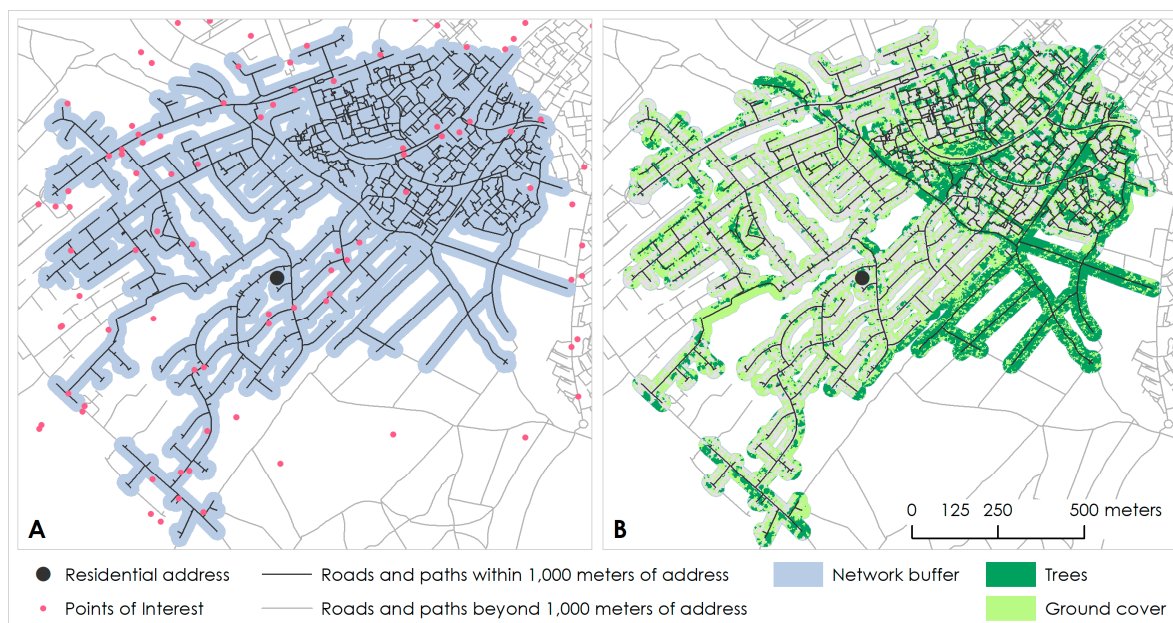 A
B
0 125 250 500 meters
Residential address
Roads and paths within 1,000 meters of address
Network buffer
Trees
Points of Interest
Roads and paths beyond 1,000 meters of address
Ground cover